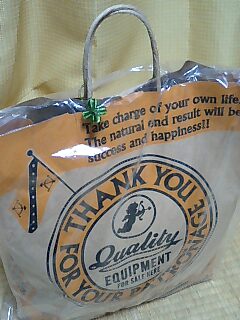 Take charge of your own life.
The natural end result will be
success and happiness!!
THANK YOU
FOR YOUR PATRONAGE
Quality
EQUIPMENT
FOR SALE HERE